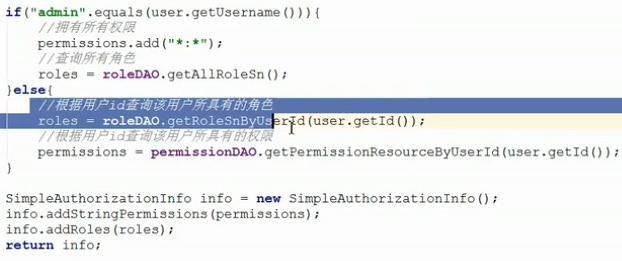 if("admin".equals(user.getUsername())){
//拥有所有权限
permissions.add("*:*");
//查询所有角色
roles = roleDAO.getAllRoleSn();
}else{
//根据用户id查询该用户所具有的角色
roles = roleDAO.getRoleSnByUserId(user.getId());
//根据用户id查询该用户所具有的权限
permissions = permissionDAO.getPermissionResourceByUserId(user.getId());
}
SimpleAuthorizationInfo info = new SimpleAuthorizationInfo();
info.addStringPermissions(permissions);
info.addRoles(roles);
return info;